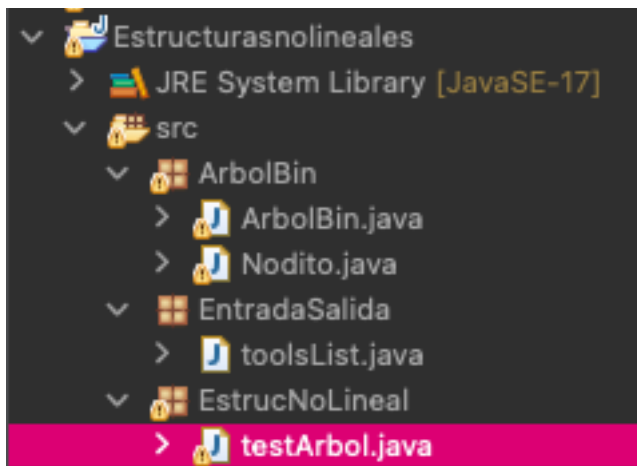 Estructurasnolineales
JRE System Library [JavaSE-17]
src
ArbolBin
ArbolBin.java
Nodito.java
EntradaSalida
toolsList.java
EstrucNoLineal
testArbol.java